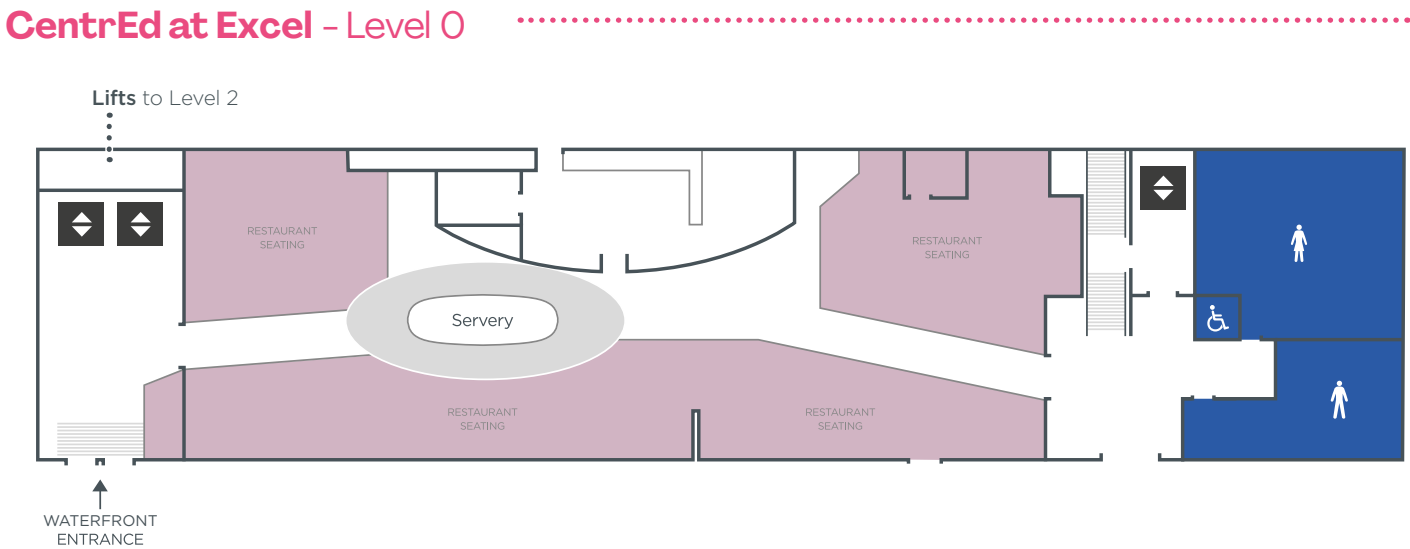 CentrEd at Excel – Level 0
Lifts to Level 2
RESTAURANT
SEATING
RESTAURANT
SEATING
Servery
RESTAURANT
SEATING
RESTAURANT
SEATING
WATERFRONT
ENTRANCE